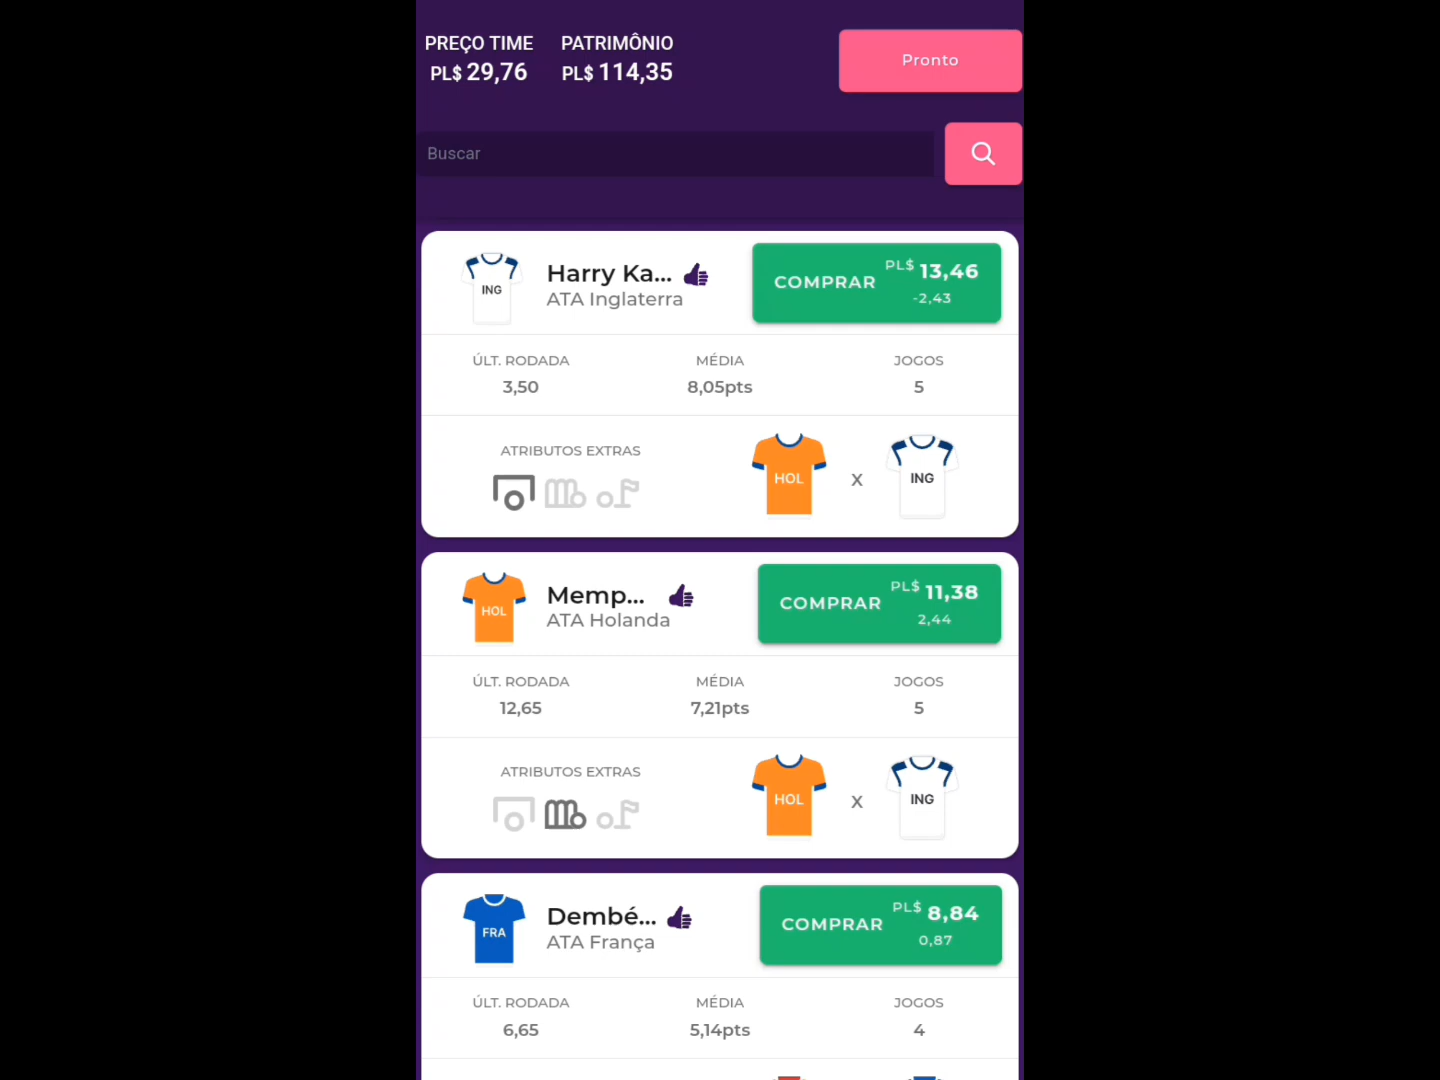 PREÇO TIME PATRIMÔNIO
PL$ 29,76 PL$ 114,35
Pronto
Buscar
ING
Harry Ka...
ATA Inglaterra
COMPRAR PL$ 13,46
-2,43
ÚLT. RODADA MÉDIA JOGOS
3,50 8,05pts 5
ATRIBUTOS EXTRAS
HOL X ING
HOL
Memp...
ATA Holanda
COMPRAR PL$ 11,38
2,44
ÚLT. RODADA MÉDIA JOGOS
12,65 7,21pts 5
ATRIBUTOS EXTRAS
HOL X ING
FRA
Dembé...
ATA França
COMPRAR PL$ 8,84
0,87
ÚLT. RODADA MÉDIA JOGOS
6,65 5,14pts 4